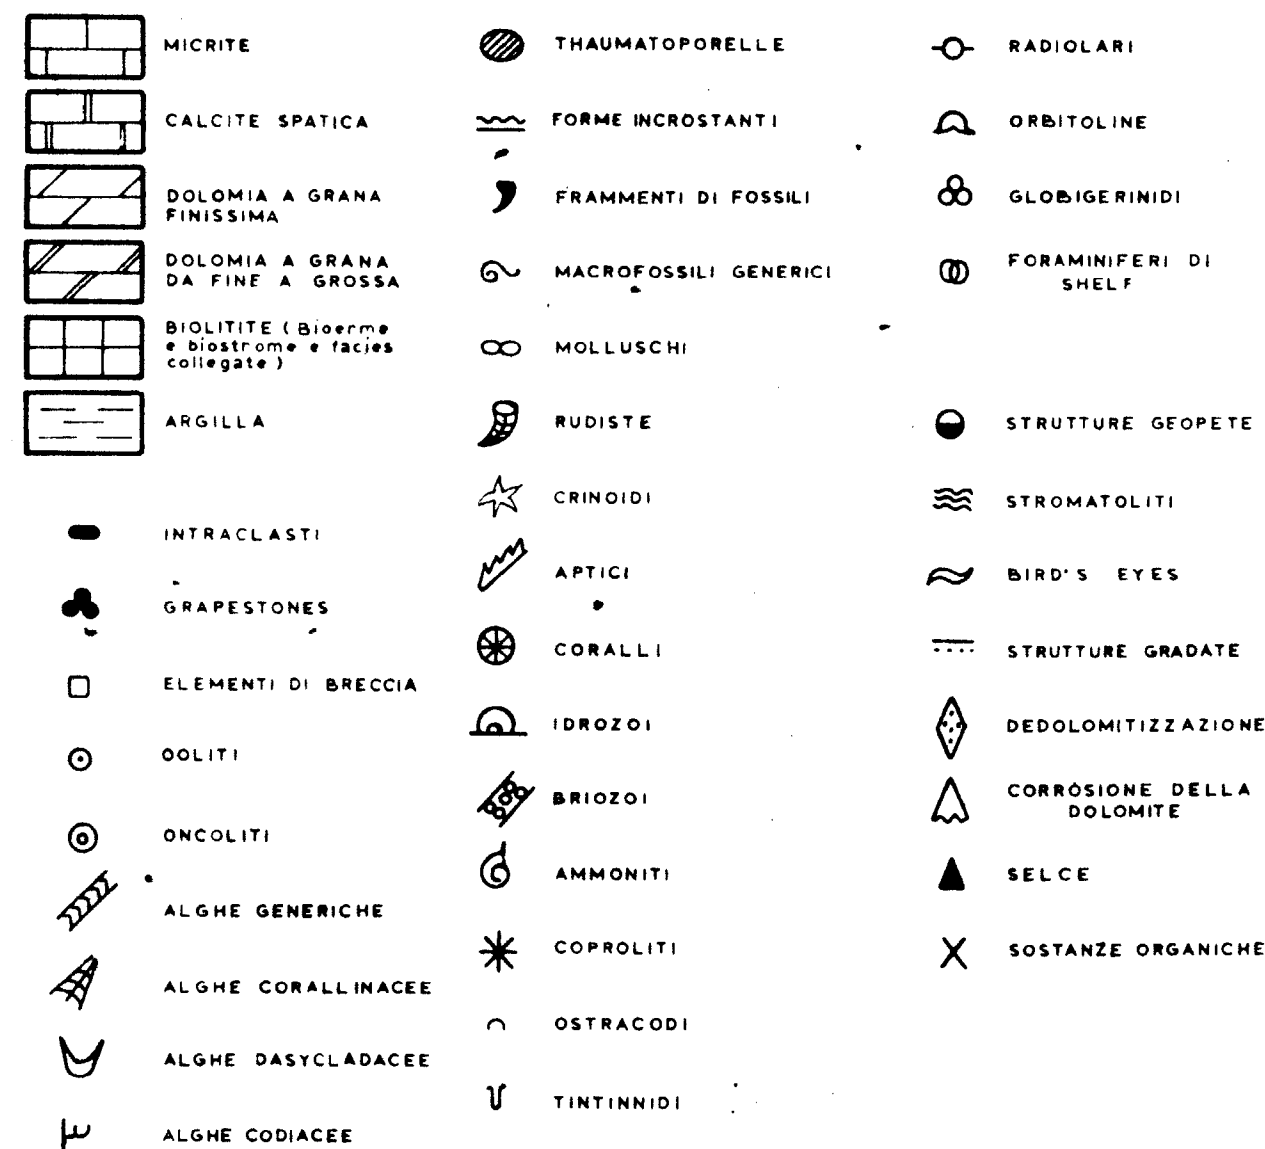 MICRITE
CALCITE SPATICA
DOLOMIA A GRANA
FINISSIMA
DOLOMIA A GRANA
DA FINE A GROSSA
BIOLITITE (Bioerme
e biostrome e facies
collegate)
ARGILLA
INTRACLASTI
GRAPESTONES
ELEMENTI DI BRECCIA
OOLITI
ONCOLITI
ALGHE GENERICHE
ALGHE CORALLINACEE
ALGHE DASYCLADACEE
ALGHE CODIACEE
THAUMATOPORELLE
FORME INCROSTANTI
FRAMMENTI DI FOSSILI
MACROFOSSILI GENERICI
MOLLUSCHI
RUDISTE
CRINOIDI
APTICI
CORALLI
IDROZOI
BRIOZOI
AMMONITI
COPROLITI
OSTRACODI
TINTINNIDI
RADIOLARI
ORBITOLINE
GLOBIGERINIDI
FORAMINIFERI DI
SHELF
STRUTTURE GEOPETE
STROMATOLITI
BIRD'S EYES
STRUTTURE GRADATE
DEDOLOMITIZZAZIONE
CORROSIONE DELLA
DOLOMITE
SELCE
SOSTANZE ORGANICHE